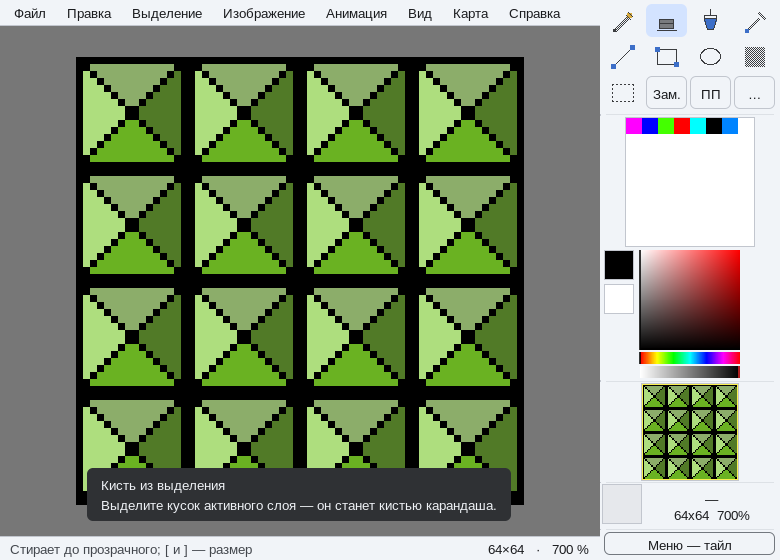 Файл Правка Выделение Изображение Анимация Вид Карта Справка
Зам. ПП ...
Кисть из выделения
Выделите кусок активного слоя — он станет кистью карандаша.
—
64x64 700%
Стирает до прозрачного; [ и ] — размер 64×64 · 700 %
Меню — тайл